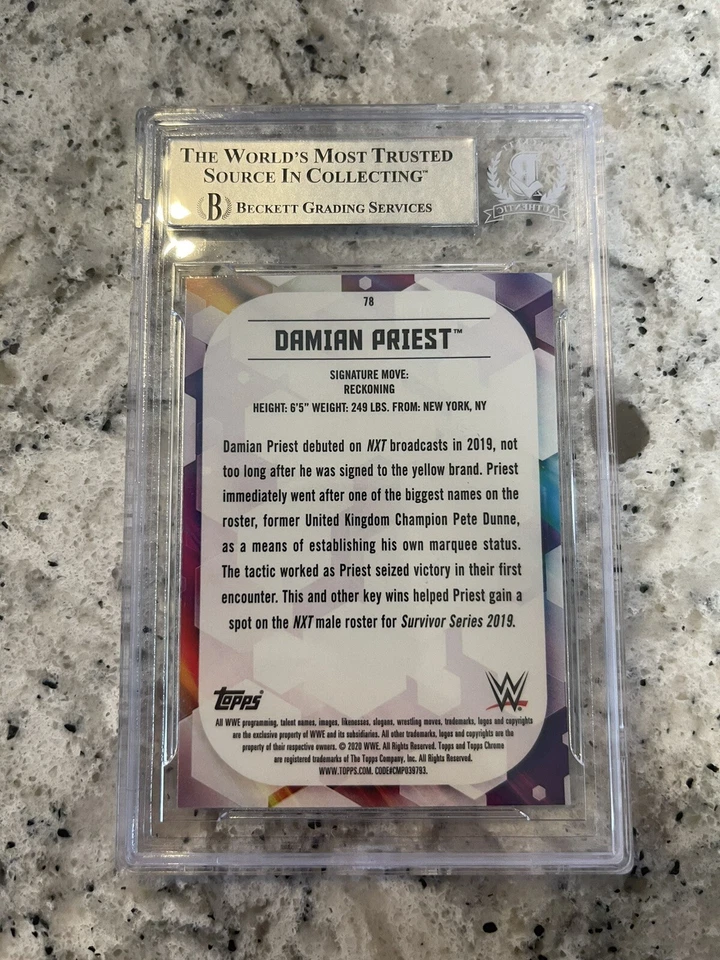 THE WORLD'S MOST TRUSTED
SOURCE IN COLLECTING™
B BECKETT GRADING SERVICES
AUTHENTIC
78
DAMIAN PRIEST™
SIGNATURE MOVE:
RECKONING
HEIGHT: 6'5" WEIGHT: 249 LBS. FROM: NEW YORK, NY
Damian Priest debuted on NXT broadcasts in 2019, not
too long after he was signed to the yellow brand. Priest
immediately went after one of the biggest names on the
roster, former United Kingdom Champion Pete Dunne,
as a means of establishing his own marquee status.
The tactic worked as Priest seized victory in their first
encounter. This and other key wins helped Priest gain a
spot on the NXT male roster for Survivor Series 2019.
topps®
W
All WWE programming, talent names, images, likenesses, slogans, wrestling moves, trademarks, logos and copyrights
are the exclusive property of WWE and its subsidiaries. All other trademarks, logos and copyrights are the
property of their respective owners. © 2020 WWE. All Rights Reserved. Topps and Topps Chrome
are registered trademarks of The Topps Company, Inc. All Rights Reserved.
WWW.TOPPS.COM. CODE#CMP039793.